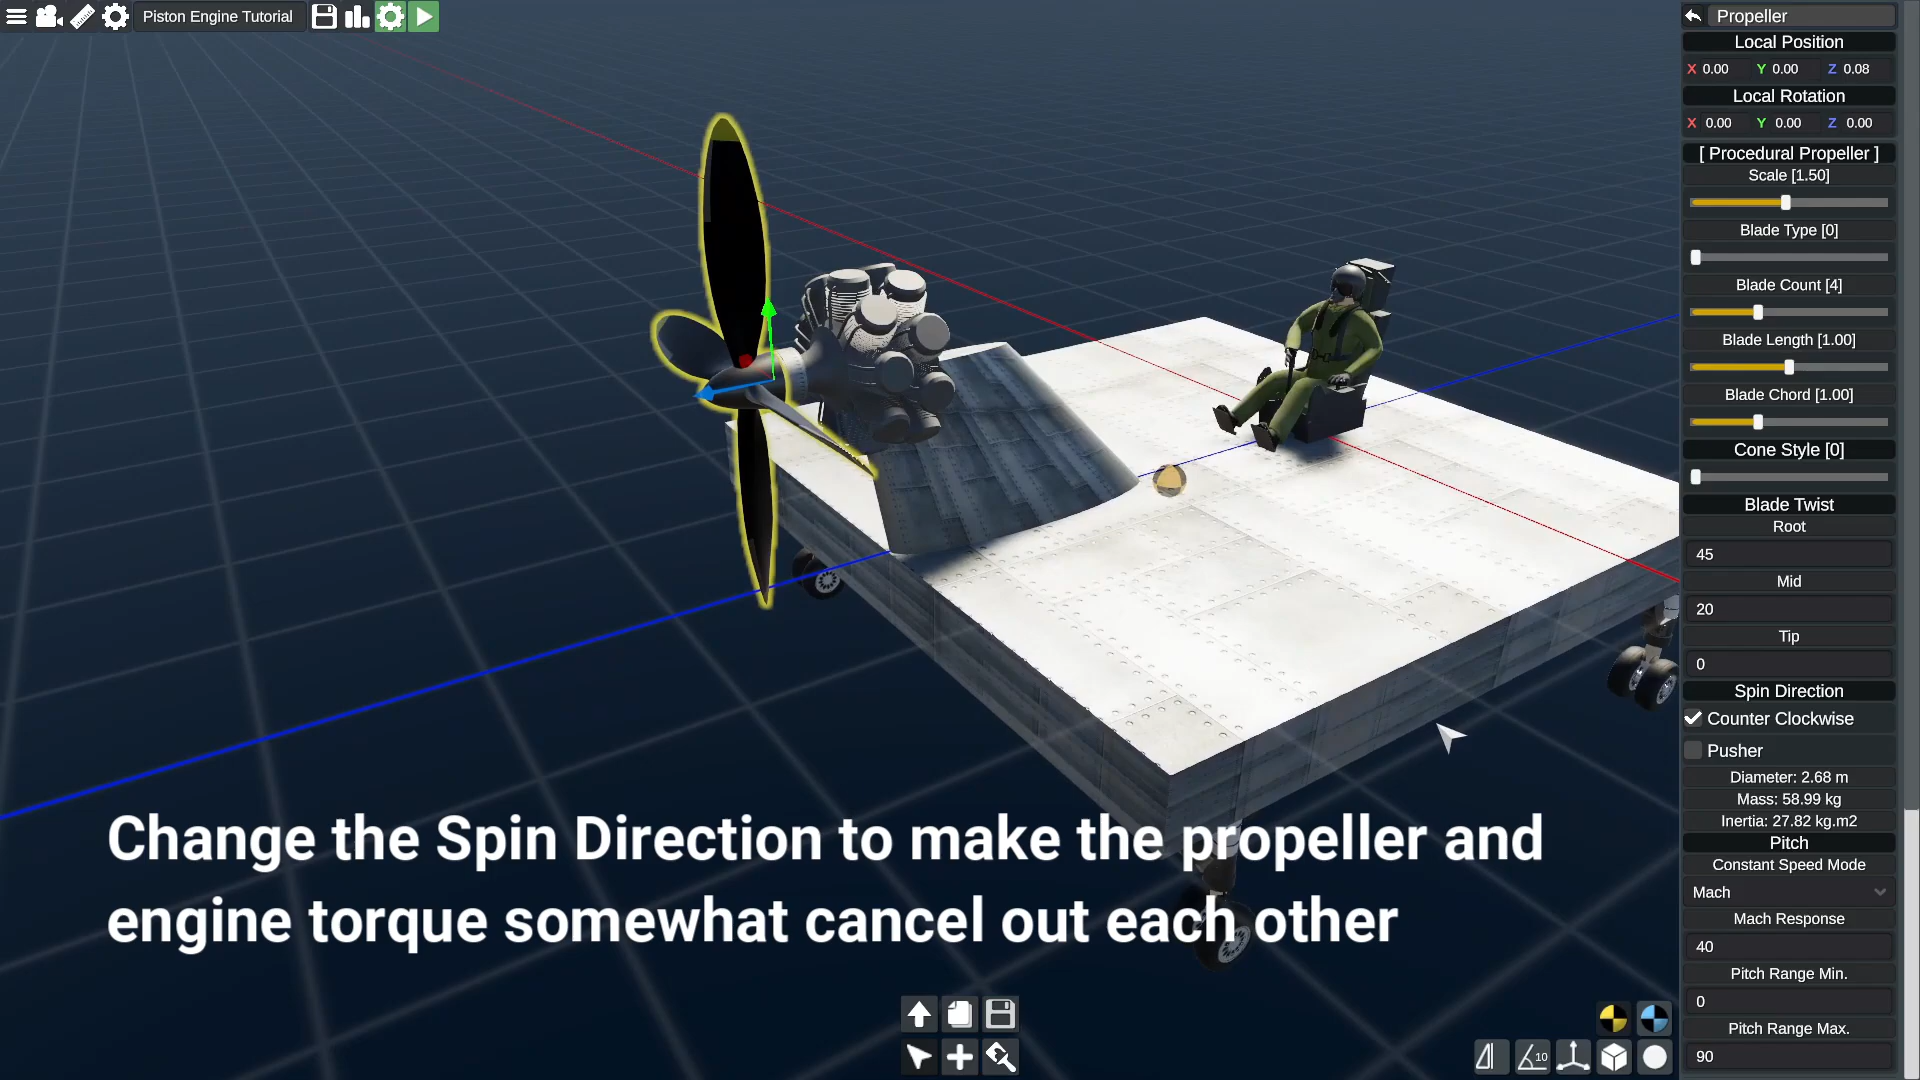 Piston Engine Tutorial
Propeller
Local Position
X 0.00 Y 0.00 Z 0.08
Local Rotation
X 0.00 Y 0.00 Z 0.00
[ Procedural Propeller ]
Scale [1.50]
Blade Type [0]
Blade Count [4]
Blade Length [1.00]
Blade Chord [1.00]
Cone Style [0]
Blade Twist
Root
45
Mid
20
Tip
0
Spin Direction
Counter Clockwise
Pusher
Diameter: 2.68 m
Mass: 58.99 kg
Inertia: 27.82 kg.m2
Pitch
Constant Speed Mode
Mach
Mach Response
40
Pitch Range Min.
0
Pitch Range Max.
90
Change the Spin Direction to make the propeller and
engine torque somewhat cancel out each other
10